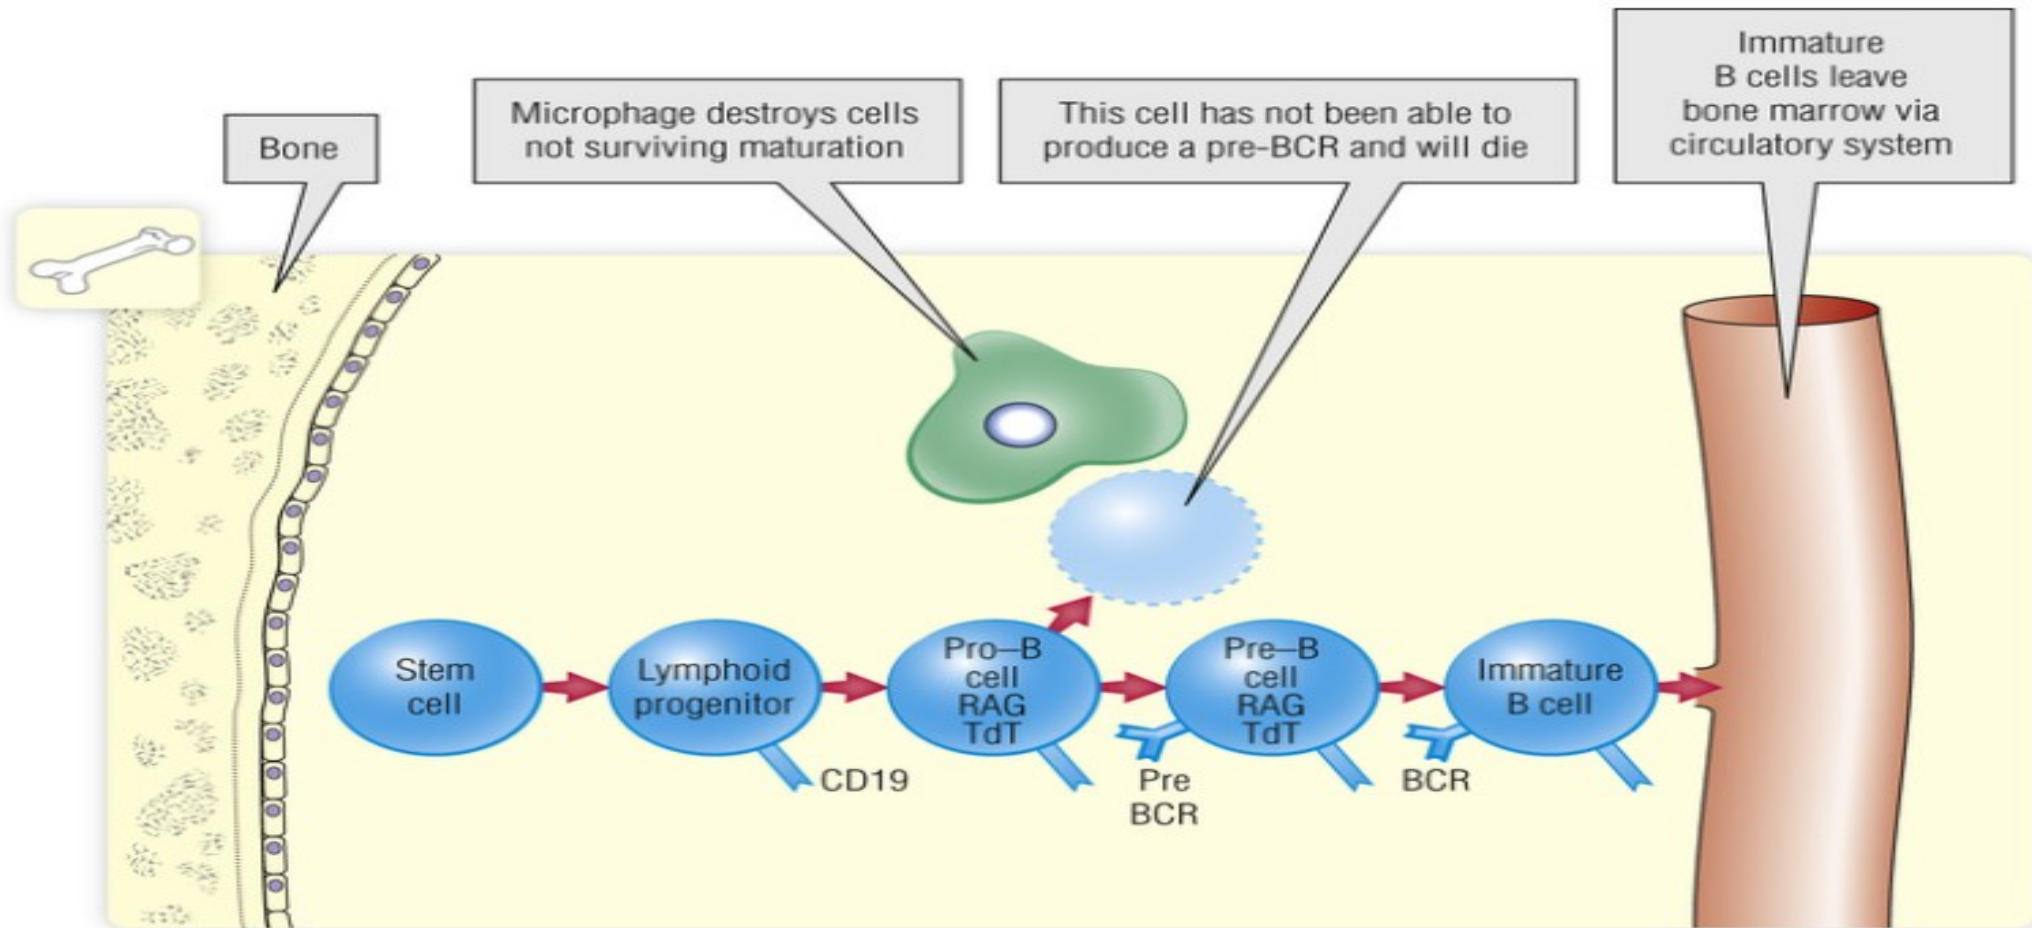 Bone
Microphage destroys cells
not surviving maturation
This cell has not been able to
produce a pre-BCR and will die
Immature
B cells leave
bone marrow via
circulatory system
Stem
cell
Lymphoid
progenitor
CD19
Pro–B
cell
RAG
TdT
Pre
BCR
Pre–B
cell
RAG
TdT
BCR
Immature
B cell